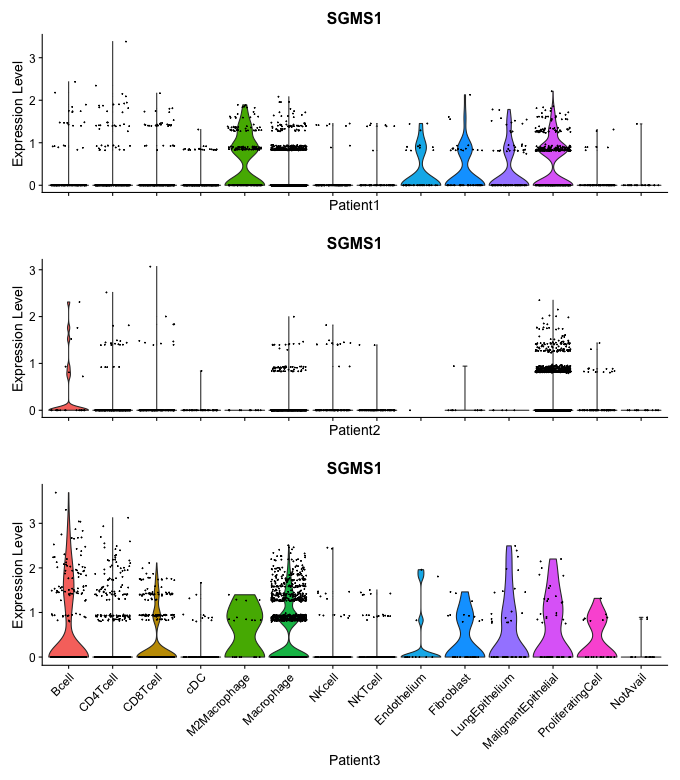 SGMS1
Expression Level
3
2
1
0
Patient1
SGMS1
Expression Level
3
2
1
0
Patient2
SGMS1
Expression Level
3
2
1
0
Bcell
CD4Tcell
CD8Tcell
cDC
M2Macrophage
Macrophage
NKcell
NKTcell
Endothelium
Fibroblast
LungEpithelium
MalignantEpithelial
ProliferatingCell
NotAvail
Patient3